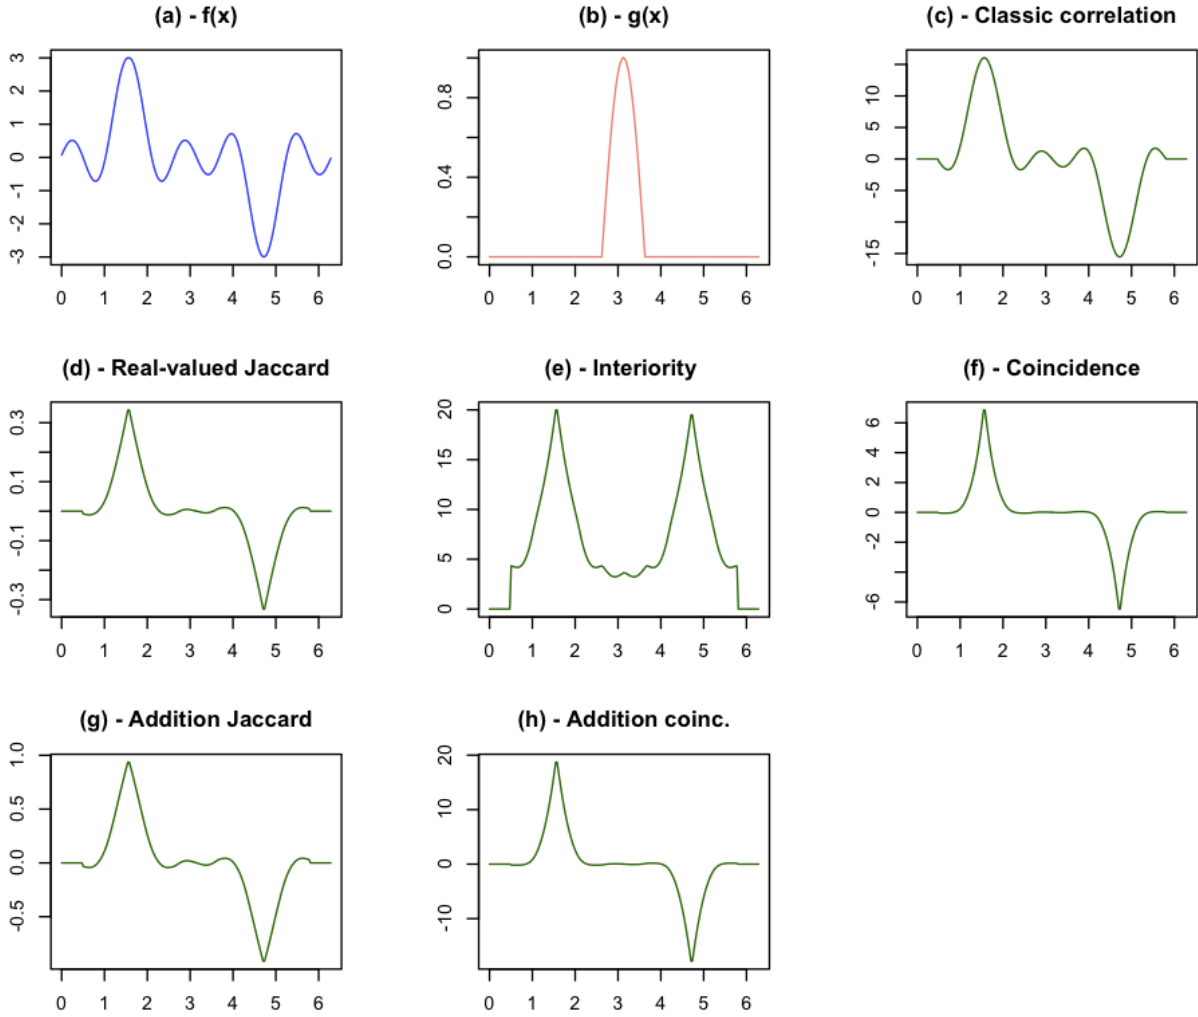 (a) - f(x)
3
2
1
0
-1
-2
-3
0 1 2 3 4 5 6
(b) - g(x)
0.8
0.4
0.0
0 1 2 3 4 5 6
(c) - Classic correlation
10
5
0
-5
-15
0 1 2 3 4 5 6
(d) - Real-valued Jaccard
0.3
0.1
-0.1
-0.3
0 1 2 3 4 5 6
(e) - Interiority
20
15
10
5
0
0 1 2 3 4 5 6
(f) - Coincidence
6
4
2
0
-2
-6
0 1 2 3 4 5 6
(g) - Addition Jaccard
1.0
0.5
0.0
-0.5
0 1 2 3 4 5 6
(h) - Addition coinc.
20
10
0
-10
0 1 2 3 4 5 6